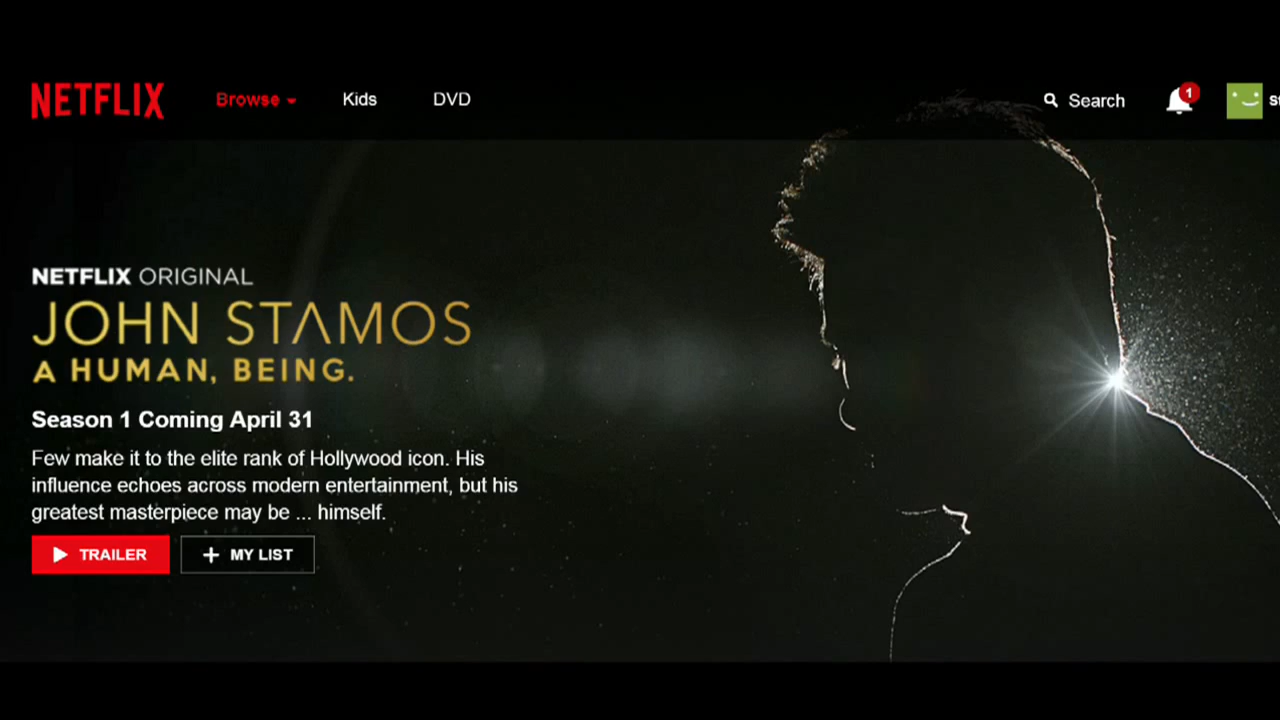 NETFLIX Browse Kids DVD Search 1
NETFLIX ORIGINAL
JOHN STAMOS
A HUMAN, BEING.
Season 1 Coming April 31
Few make it to the elite rank of Hollywood icon. His
influence echoes across modern entertainment, but his
greatest masterpiece may be ... himself.
TRAILER MY LIST